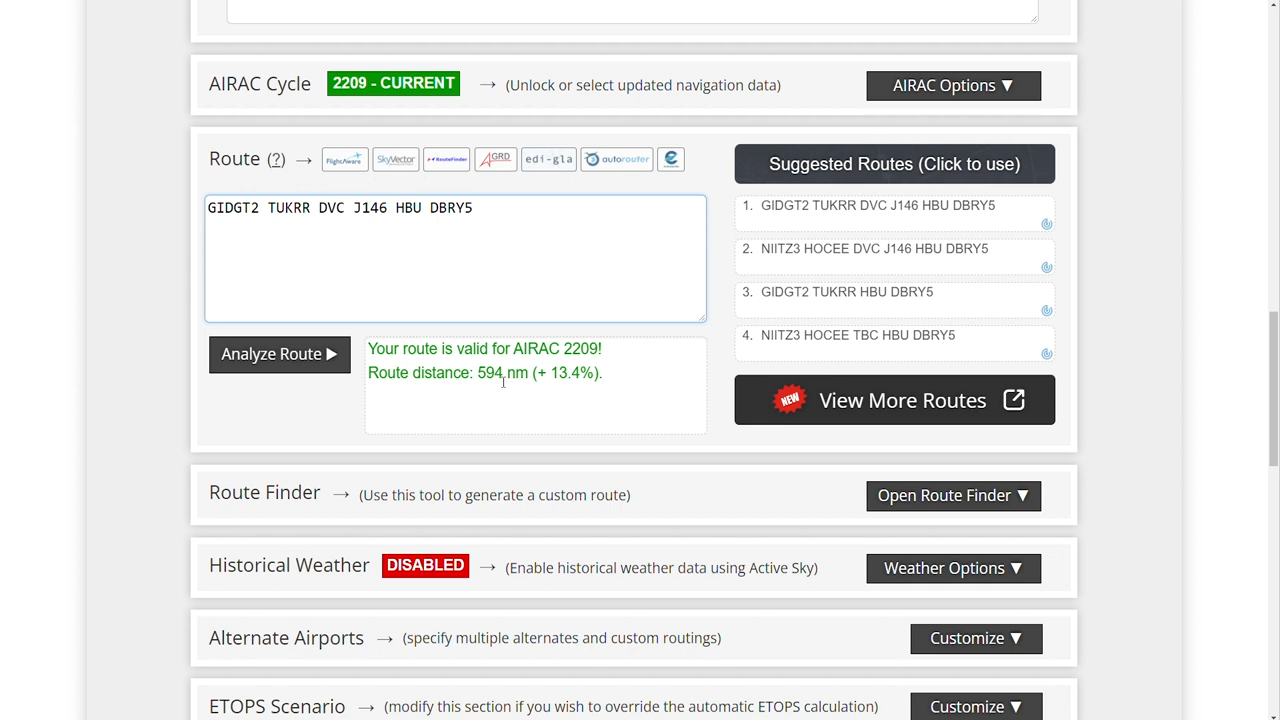 AIRAC Cycle 2209 - CURRENT → (Unlock or select updated navigation data) AIRAC Options ▼
Route (?) → FlightAware SkyVector RouteFinder GRD edi-gla autorouter
Suggested Routes (Click to use)
GIDGT2 TUKRR DVC J146 HBU DBRY5
1. GIDGT2 TUKRR DVC J146 HBU DBRY5
2. NIITZ3 HOCEE DVC J146 HBU DBRY5
3. GIDGT2 TUKRR HBU DBRY5
4. NIITZ3 HOCEE TBC HBU DBRY5
Analyze Route ▶
Your route is valid for AIRAC 2209!
Route distance: 594 nm (+ 13.4%).
NEW View More Routes
Route Finder → (Use this tool to generate a custom route) Open Route Finder ▼
Historical Weather DISABLED → (Enable historical weather data using Active Sky) Weather Options ▼
Alternate Airports → (specify multiple alternates and custom routings) Customize ▼
ETOPS Scenario → (modify this section if you wish to override the automatic ETOPS calculation) Customize ▼